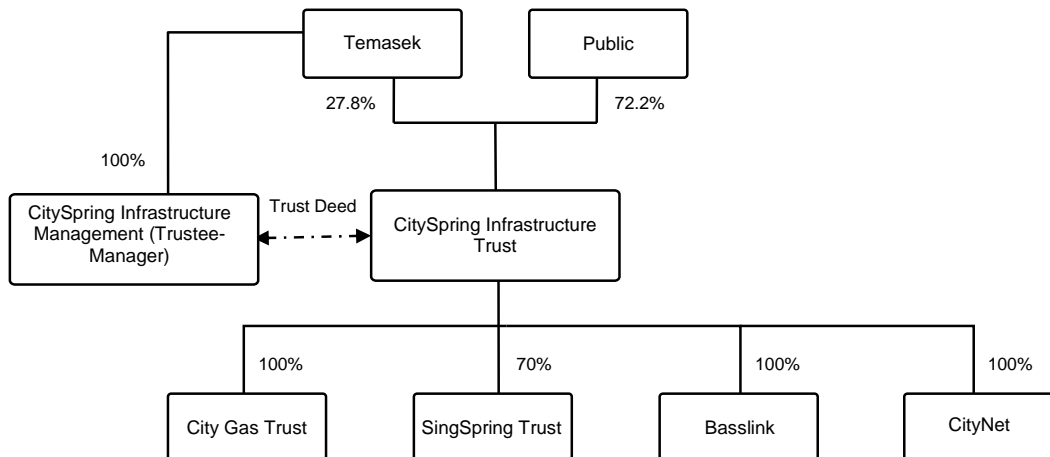 Temasek
Public
27.8%
72.2%
100%
CitySpring Infrastructure
Management (Trustee-
Manager)
Trust Deed
CitySpring Infrastructure
Trust
100%
70%
100%
100%
City Gas Trust
SingSpring Trust
Basslink
CityNet